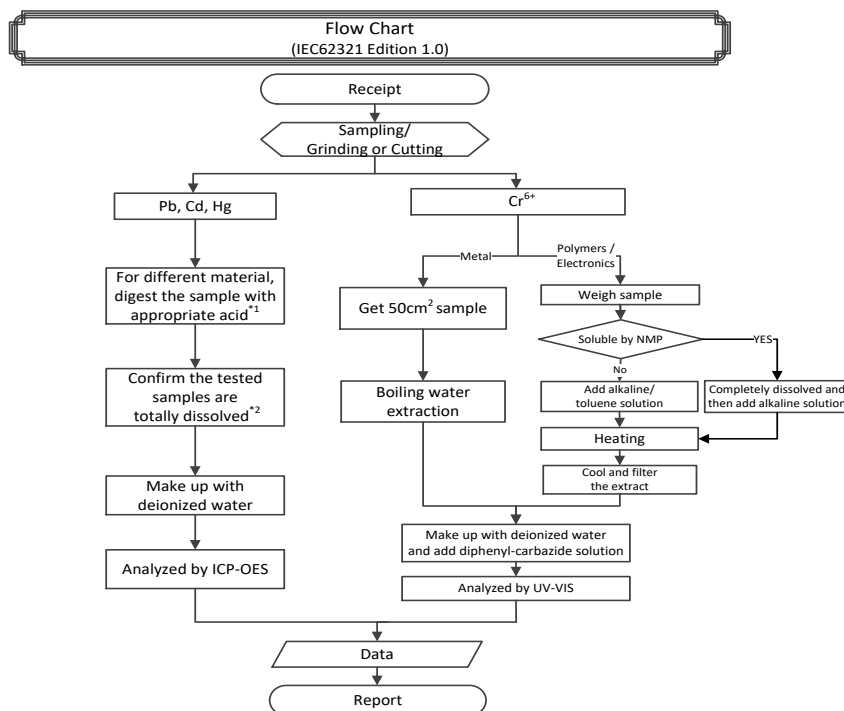 Flow Chart
(IEC62321 Edition 1.0)
Receipt
Sampling/
Grinding or Cutting
Pb, Cd, Hg
Cr⁶⁺
Metal
Polymers /
Electronics
For different material,
digest the sample with
appropriate acid*¹
Get 50cm² sample
Weigh sample
Soluble by NMP
YES
No
Confirm the tested
samples are
totally dissolved*²
Boiling water
extraction
Add alkaline/
toluene solution
Completely dissolved and
then add alkaline solution
Heating
Cool and filter
the extract
Make up with
deionized water
Make up with deionized water
and add diphenyl-carbazide solution
Analyzed by ICP-OES
Analyzed by UV-VIS
Data
Report